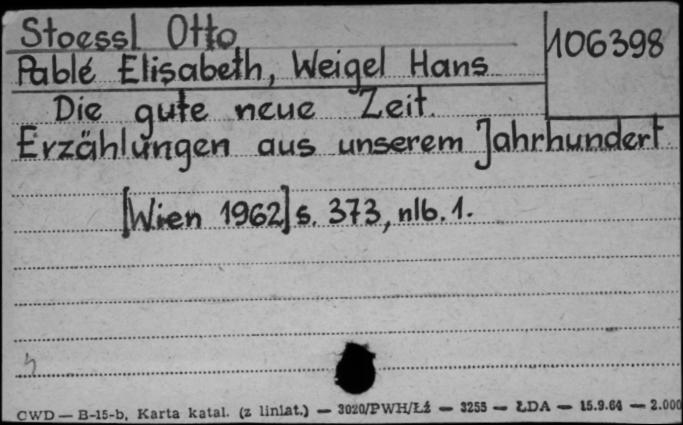 Stoessl Otto
106398
Pablé Elisabeth, Weigel Hans
Die gute neue Zeit.
Erzählungen aus unserem Jahrhundert
[Wien 1962] s. 373, nlb. 1.
CWD — B-15-b, Karta katal. (z liniat.) — 3020/PWH/Łź — 3255 — ŁDA — 15.9.64 — 2.000